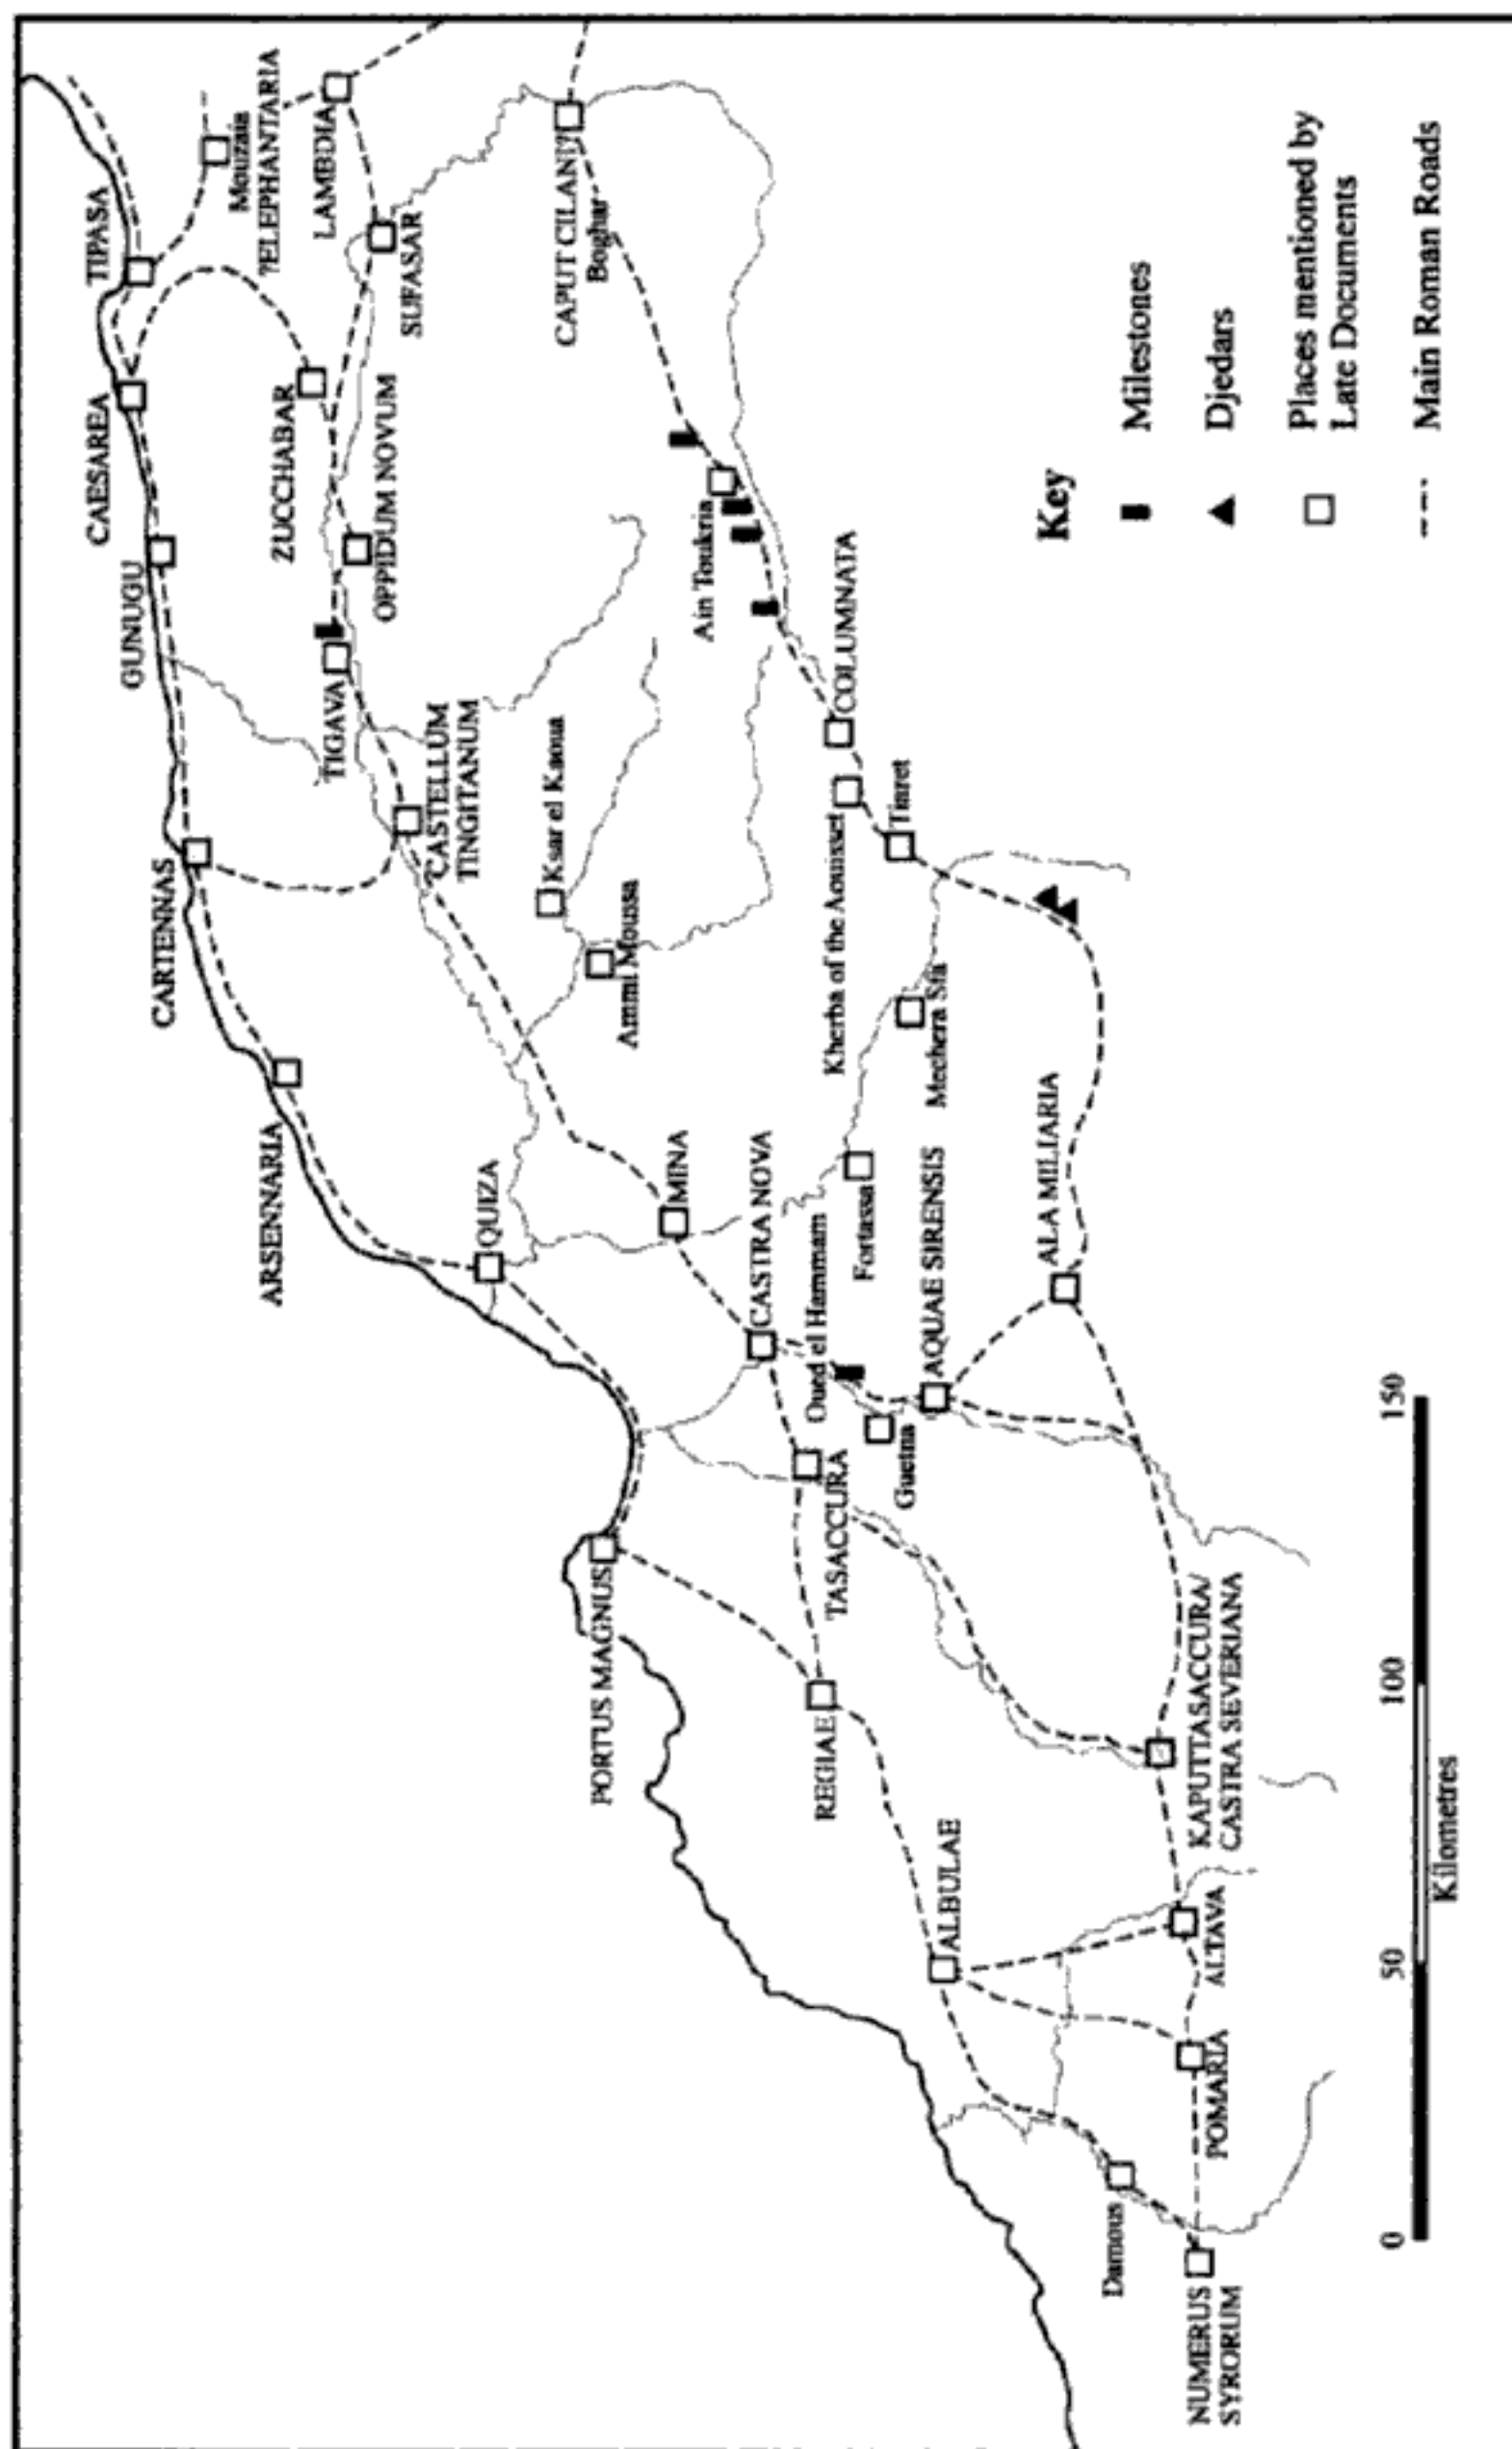 TIPASA
Mouzaia
?ELEPHANTARIA
LAMBDIA
CAESAREA
SUFASAR
CAPUT CILANI?
Boghar
GUNUGU
ZUCCHABAR
OPPIDUM NOVUM
TIGAVA
Ain Toukria
CARTENNAS
CASTELLUM
TINGITANUM
Ksar el Kaoua
COLUMNATA
Ammi Moussa
Kherba of the Aouisset
Tiaret
ARSENNARIA
Mechera Sfa
QUIZA
MINA
CASTRA NOVA
Fortassa
Oued el Hammam
AQUAE SIRENSIS
ALA MILIARIA
PORTUS MAGNUS
TASACCURA
Guetna
REGIAE
KAPUTTASACCURA/
CASTRA SEVERIANA
ALBULAE
ALTAVA
POMARIA
Damous
NUMERUS
SYRORUM
Key
Milestones
Djedars
Places mentioned by
Late Documents
Main Roman Roads
0 50 100 150
Kilometres